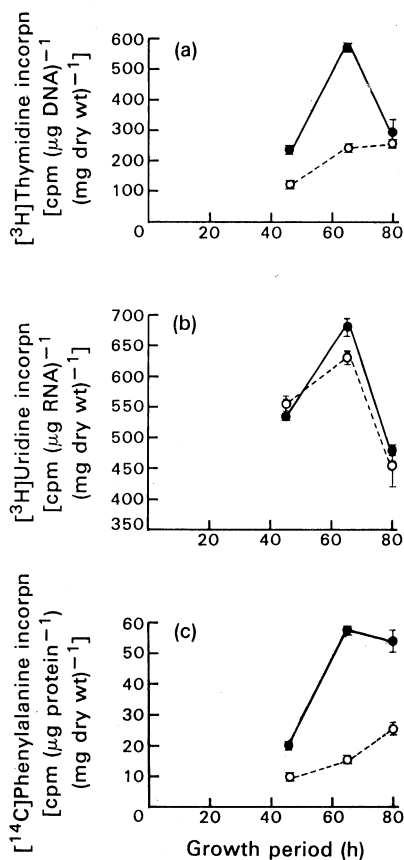 [³H]Thymidine incorpn
[cpm (μg DNA)⁻¹
(mg dry wt)⁻¹]
(a)
600
500
400
300
200
100
0
20
40
60
80
[³H]Uridine incorpn
[cpm (μg RNA)⁻¹
(mg dry wt)⁻¹]
(b)
700
650
600
550
500
450
400
350
0
20
40
60
80
[¹⁴C]Phenylalanine incorpn
[cpm (μg protein⁻¹)
(mg dry wt)⁻¹]
(c)
60
50
40
30
20
10
0
20
40
60
80
Growth period (h)